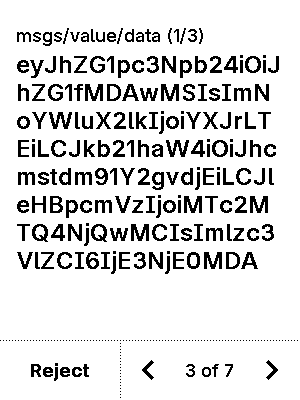 msgs/value/data (1/3)
eyJhZG1pc3Npb24iOiJ
hZG1fMDAwMSIsImN
oYWluX2lkIjoiYXJrLT
EiLCJkb21haW4iOiJhc
mstdm91Y2gvdjEiLCJl
eHBpcmVzIjoiMTc2M
TQ4NjQwMCIsImlzc3
VlZCI6IjE3NjE0MDA
Reject
3 of 7